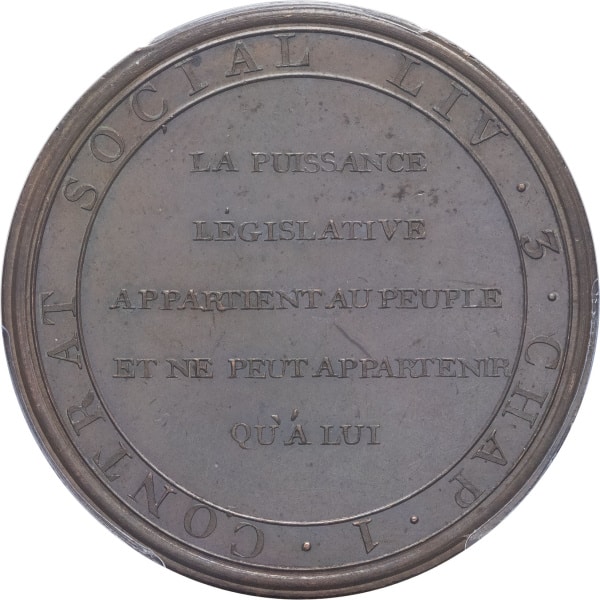 CONTRAT SOCIAL LIV · 3 · CHAP · 1 ·
LA PUISSANCE
LÉGISLATIVE
APPARTIENT AU PEUPLE
ET NE PEUT APPARTENIR
QU'À LUI